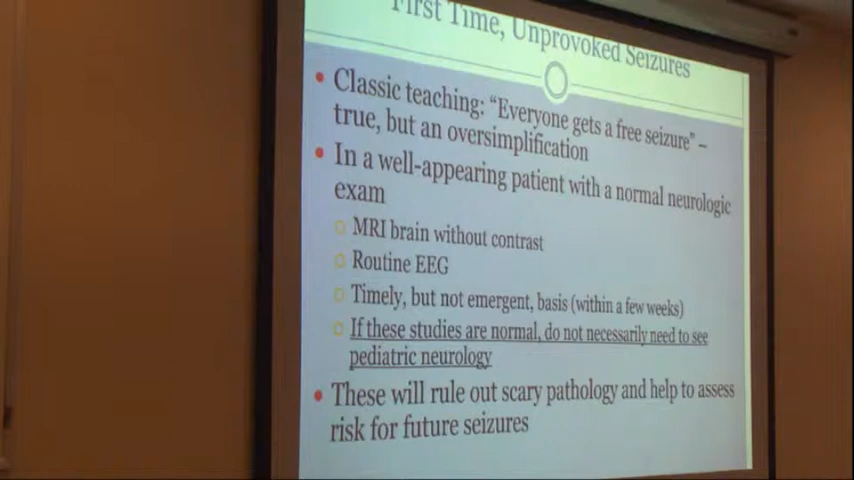 First Time, Unprovoked Seizures
• Classic teaching: “Everyone gets a free seizure” –
true, but an oversimplification
• In a well-appearing patient with a normal neurologic
exam
MRI brain without contrast
Routine EEG
Timely, but not emergent, basis (within a few weeks)
If these studies are normal, do not necessarily need to see
pediatric neurology
• These will rule out scary pathology and help to assess
risk for future seizures